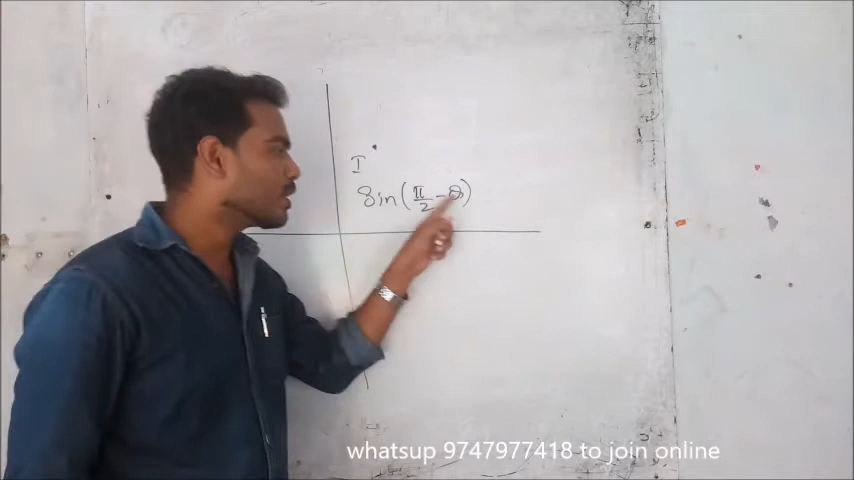 I
Sin(π/2 - θ)
whatsup 9747977418 to join online